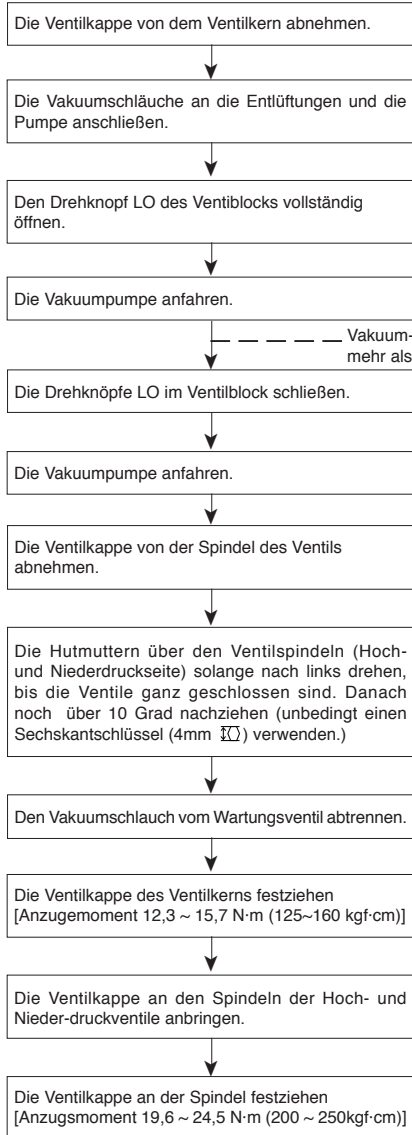 Die Ventilkappe von dem Ventilkern abnehmen.
Die Vakuumschläuche an die Entlüftungen und die
Pumpe anschließen.
Den Drehknopf LO des Ventiblocks vollständig
öffnen.
Die Vakuumpumpe anfahren.
Vakuum-
mehr als
Die Drehknöpfe LO im Ventilblock schließen.
Die Vakuumpumpe anfahren.
Die Ventilkappe von der Spindel des Ventils
abnehmen.
Die Hutmuttern über den Ventilspindeln (Hoch-
und Niederdruckseite) solange nach links drehen,
bis die Ventile ganz geschlossen sind. Danach
noch über 10 Grad nachziehen (unbedingt einen
Sechskantschlüssel (4mm ) verwenden.)
Den Vakuumschlauch vom Wartungsventil abtrennen.
Die Ventilkappe des Ventilkerns festziehen
[Anzugemoment 12,3 ~ 15,7 N·m (125~160 kgf·cm)]
Die Ventilkappe an den Spindeln der Hoch- und
Nieder-druckventile anbringen.
Die Ventilkappe an der Spindel festziehen
[Anzugsmoment 19,6 ~ 24,5 N·m (200 ~ 250kgf·cm)]